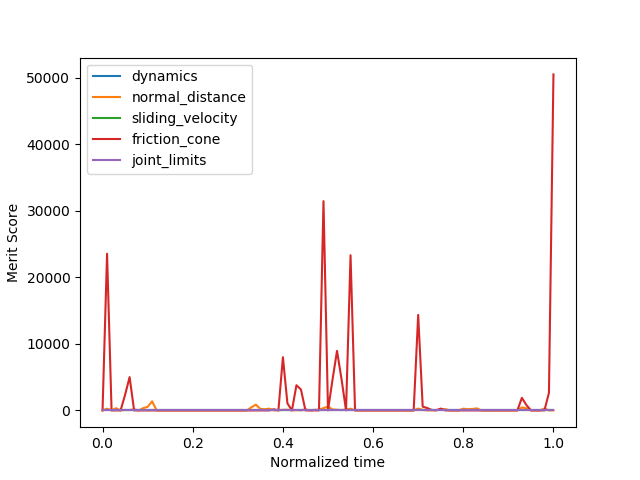 dynamics
normal_distance
sliding_velocity
friction_cone
joint_limits
Merit Score
50000
40000
30000
20000
10000
0
0.0 0.2 0.4 0.6 0.8 1.0
Normalized time